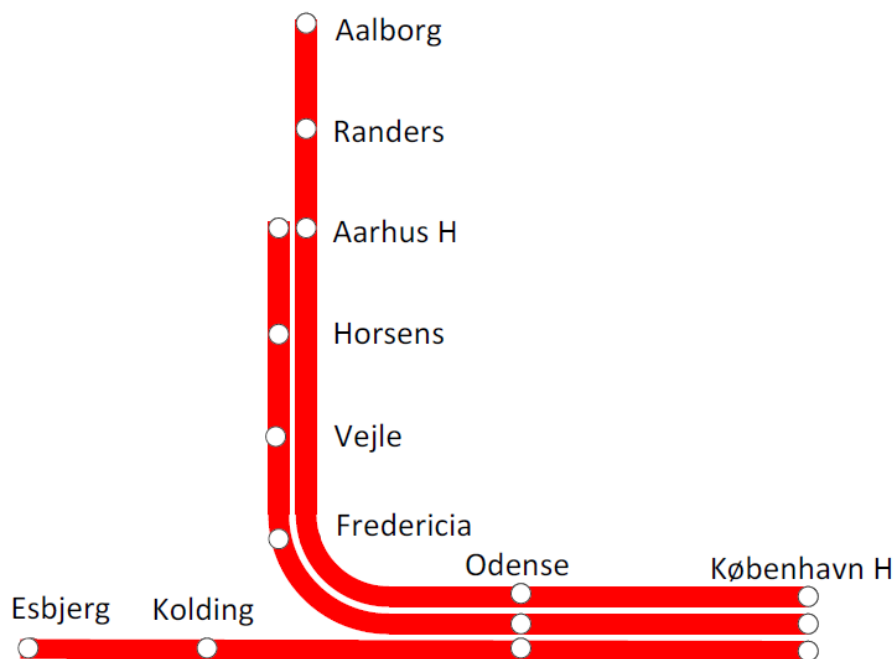 Aalborg
Randers
Aarhus H
Horsens
Vejle
Fredericia
Odense
København H
Esbjerg
Kolding